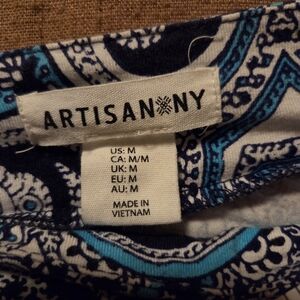 ARTISAN NY
US: M
CA: M/M
UK: M
EU: M
AU: M
MADE IN
VIETNAM